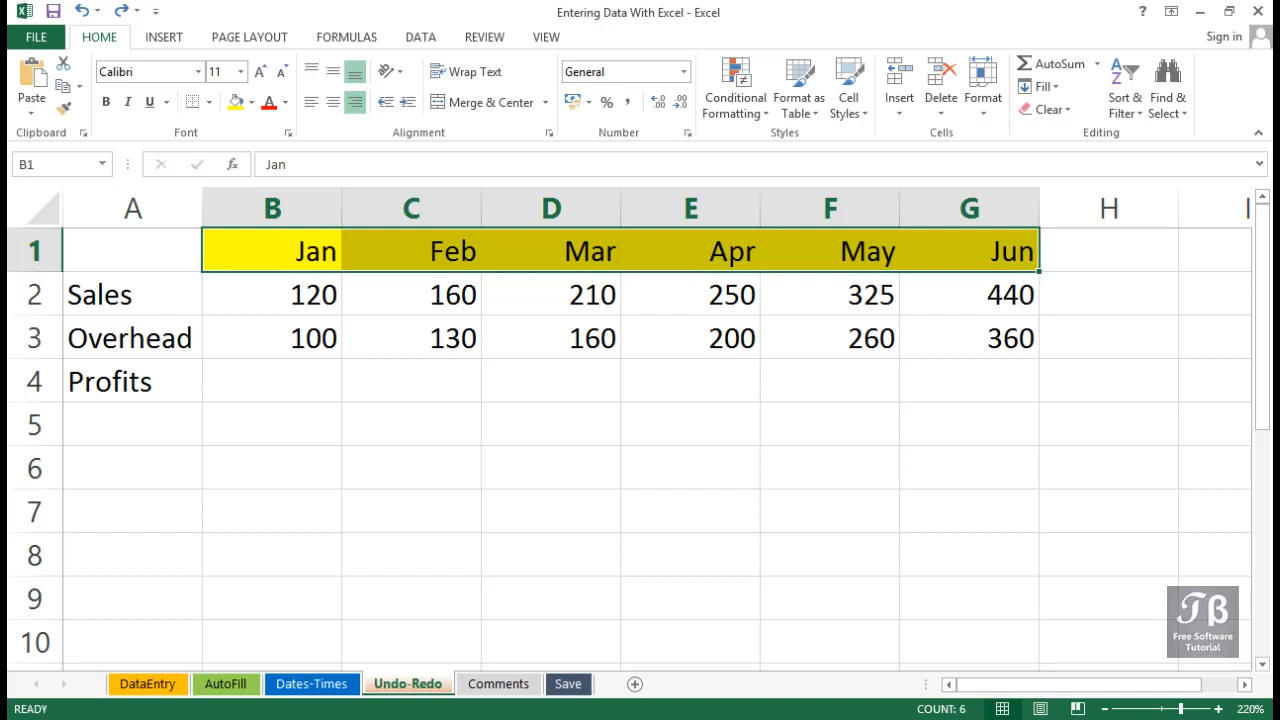 Entering Data With Excel - Excel
?
FILE HOME INSERT PAGE LAYOUT FORMULAS DATA REVIEW VIEW Sign in
Calibri 11 A A Wrap Text General AutoSum
Paste Fill
B I U A Merge & Center % , Conditional Formatting Format as Table Cell Styles Insert Delete Format Clear Sort & Filter Find & Select
Clipboard Font Alignment Number Styles Cells Editing
B1 fx Jan
A B C D E F G H I
1 Jan Feb Mar Apr May Jun
2 Sales 120 160 210 250 325 440
3 Overhead 100 130 160 200 260 360
4 Profits
5
6
7
8
9
10
Tβ
Free Software
Tutorial
DataEntry AutoFill Dates-Times Undo-Redo Comments Save
READY COUNT: 6 220%